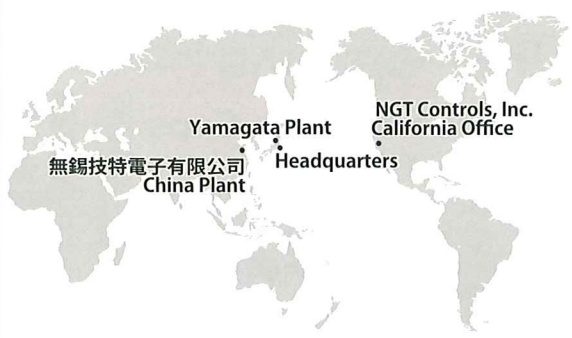 NGT Controls, Inc.
California Office
Yamagata Plant
Headquarters
無錫技特電子有限公司
China Plant